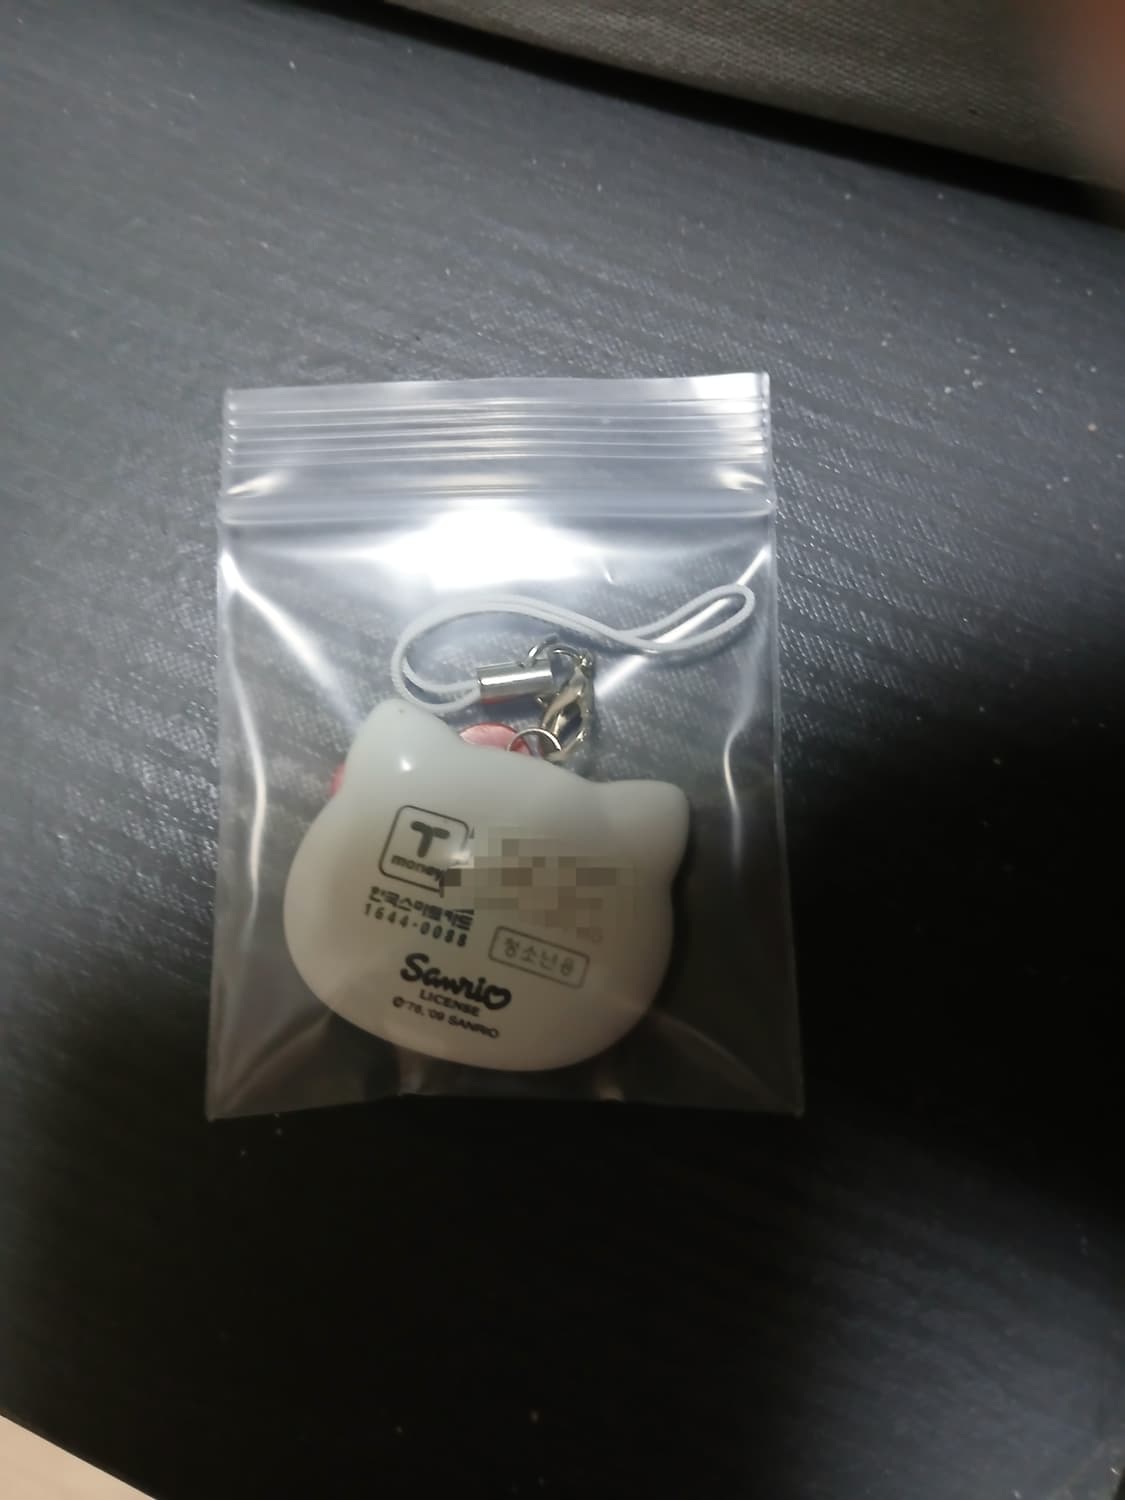 T
money
한국스마트카드
1644-0088
청소년용
Sanrio
LICENSE
©'76, '09 SANRIO